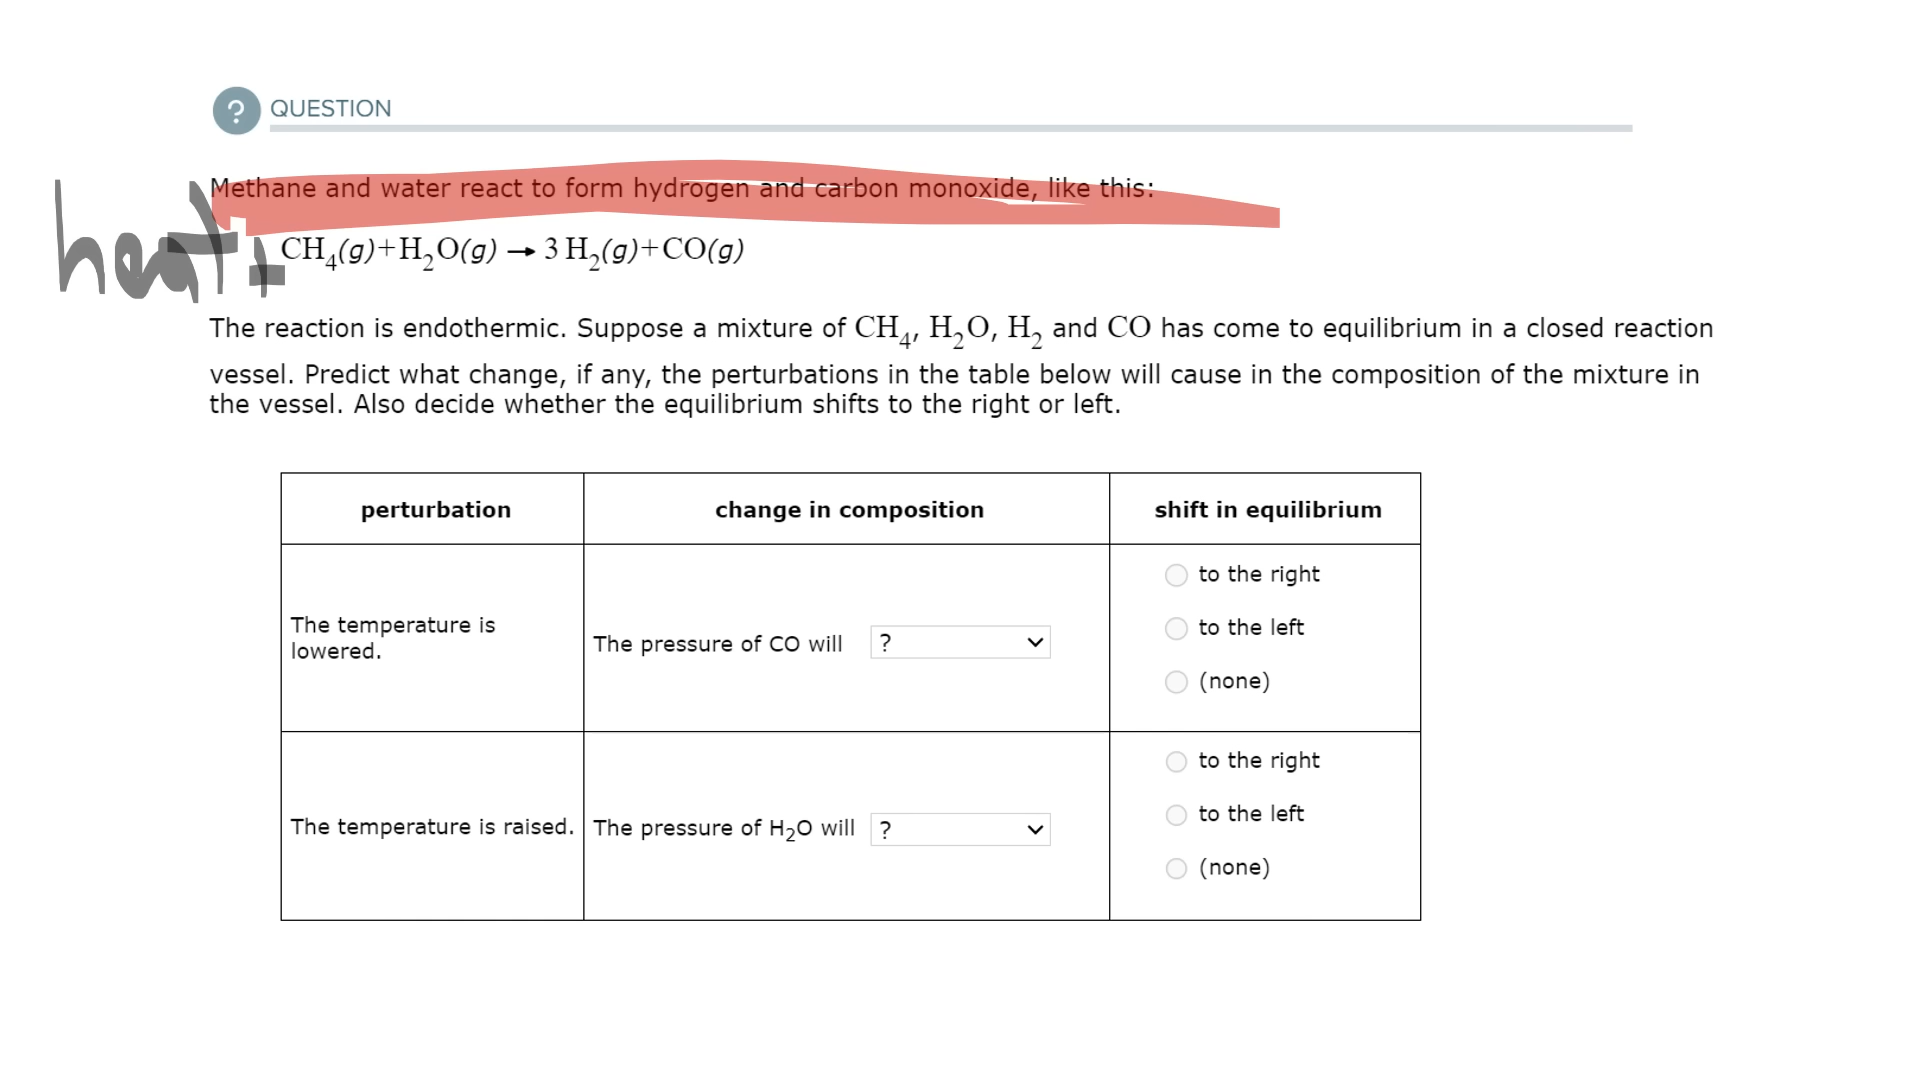 ? QUESTION
Methane and water react to form hydrogen and carbon monoxide, like this:
heat + CH₄(g)+H₂O(g) → 3 H₂(g)+CO(g)
The reaction is endothermic. Suppose a mixture of CH₄, H₂O, H₂ and CO has come to equilibrium in a closed reaction
vessel. Predict what change, if any, the perturbations in the table below will cause in the composition of the mixture in
the vessel. Also decide whether the equilibrium shifts to the right or left.
perturbation change in composition shift in equilibrium
The temperature is
lowered.
The pressure of CO will ?
to the right
to the left
(none)
The temperature is raised.
The pressure of H₂O will ?
to the right
to the left
(none)